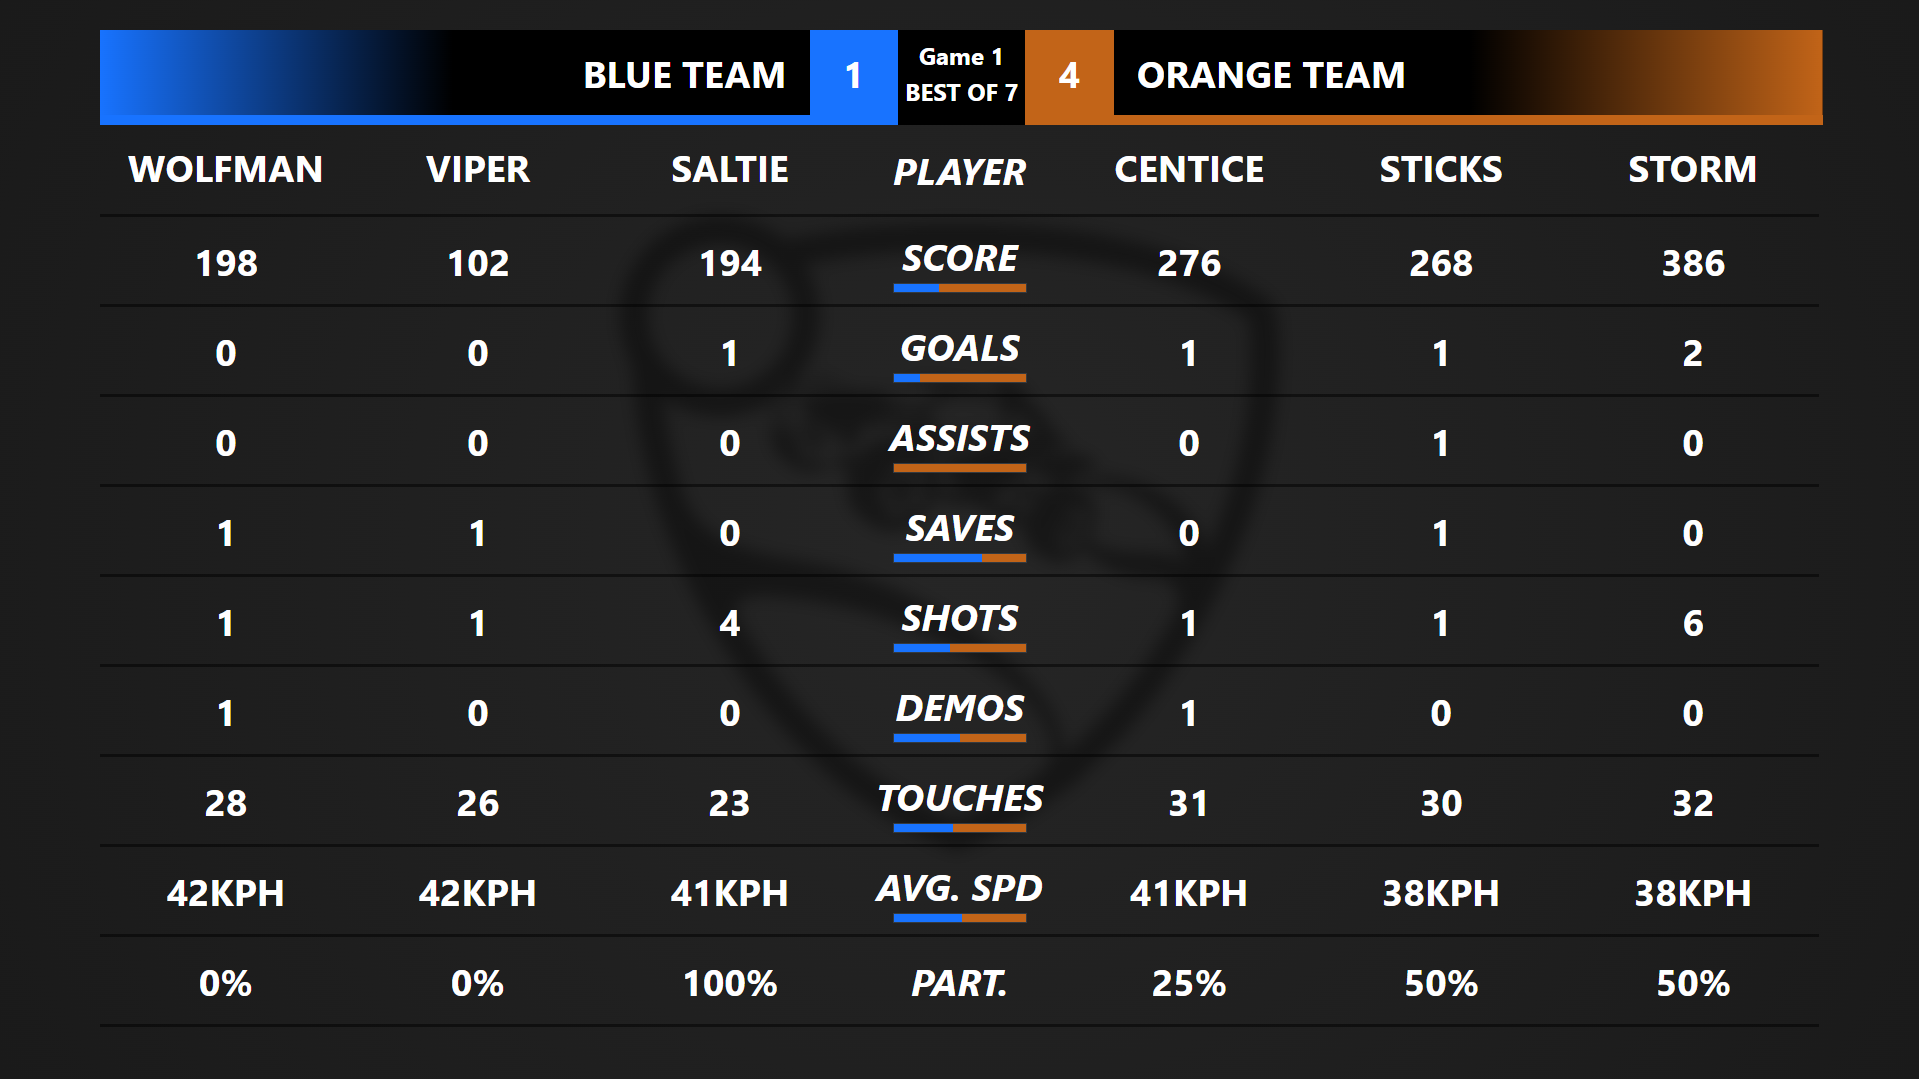 BLUE TEAM 1 Game 1 4 ORANGE TEAM
BEST OF 7
WOLFMAN VIPER SALTIE PLAYER CENTICE STICKS STORM
198 102 194 SCORE 276 268 386
0 0 1 GOALS 1 1 2
0 0 0 ASSISTS 0 1 0
1 1 0 SAVES 0 1 0
1 1 4 SHOTS 1 1 6
1 0 0 DEMOS 1 0 0
28 26 23 TOUCHES 31 30 32
42KPH 42KPH 41KPH AVG. SPD 41KPH 38KPH 38KPH
0% 0% 100% PART. 25% 50% 50%